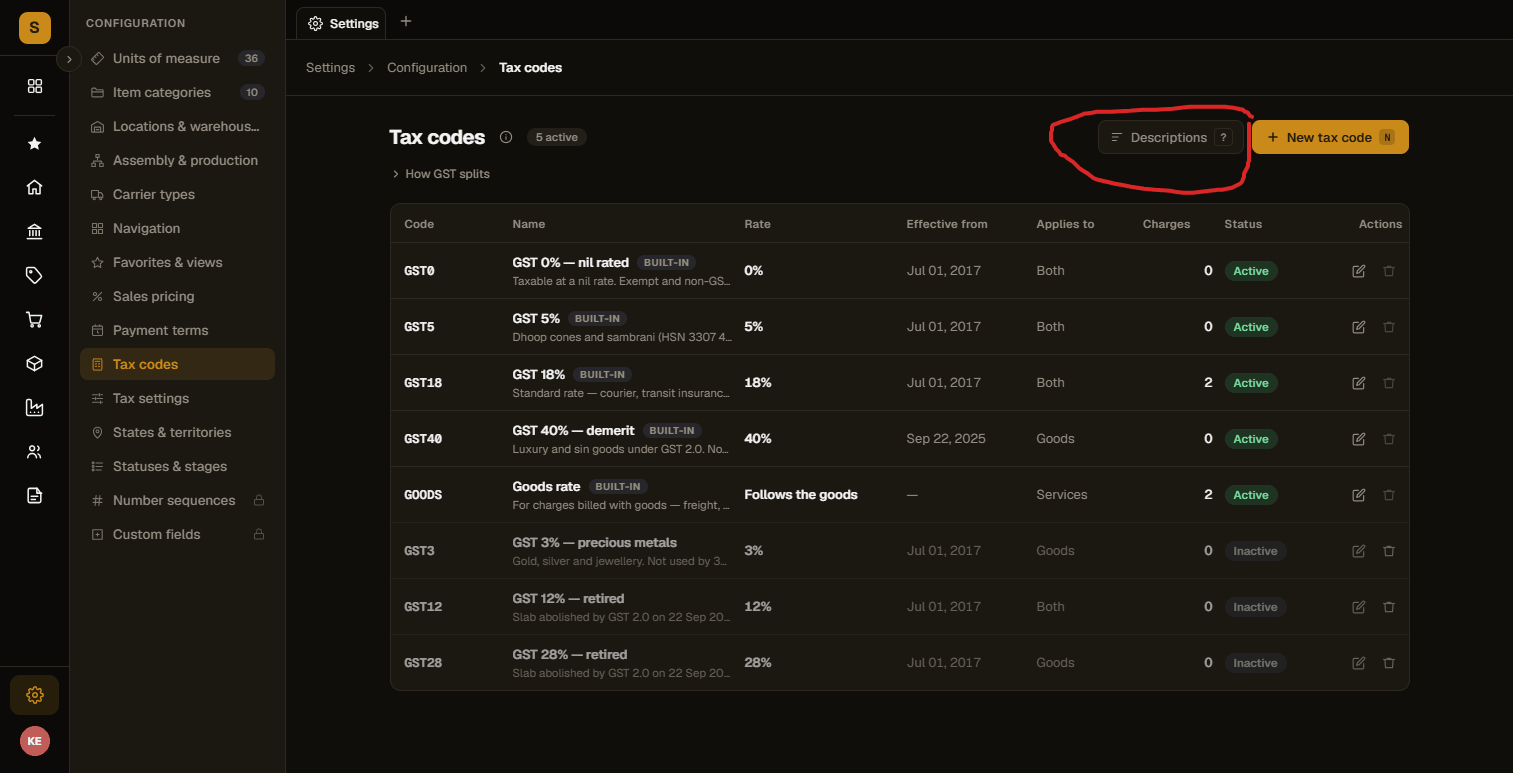 S
CONFIGURATION
Units of measure 36
Item categories 10
Locations & warehous...
Assembly & production
Carrier types
Navigation
Favorites & views
Sales pricing
Payment terms
Tax codes
Tax settings
States & territories
Statuses & stages
Number sequences
Custom fields
KE
Settings
Settings > Configuration > Tax codes
Tax codes 5 active Descriptions ? + New tax code N
How GST splits
Code Name Rate Effective from Applies to Charges Status Actions
GST0 GST 0% — nil rated BUILT-IN 0% Jul 01, 2017 Both 0 Active
Taxable at a nil rate. Exempt and non-GS...
GST5 GST 5% BUILT-IN 5% Jul 01, 2017 Both 0 Active
Dhoop cones and sambrani (HSN 3307 4...
GST18 GST 18% BUILT-IN 18% Jul 01, 2017 Both 2 Active
Standard rate — courier, transit insuranc...
GST40 GST 40% — demerit BUILT-IN 40% Sep 22, 2025 Goods 0 Active
Luxury and sin goods under GST 2.0. No...
GOODS Goods rate BUILT-IN Follows the goods — Services 2 Active
For charges billed with goods — freight, ...
GST3 GST 3% — precious metals 3% Jul 01, 2017 Goods 0 Inactive
Gold, silver and jewellery. Not used by 3...
GST12 GST 12% — retired 12% Jul 01, 2017 Both 0 Inactive
Slab abolished by GST 2.0 on 22 Sep 20...
GST28 GST 28% — retired 28% Jul 01, 2017 Goods 0 Inactive
Slab abolished by GST 2.0 on 22 Sep 20...